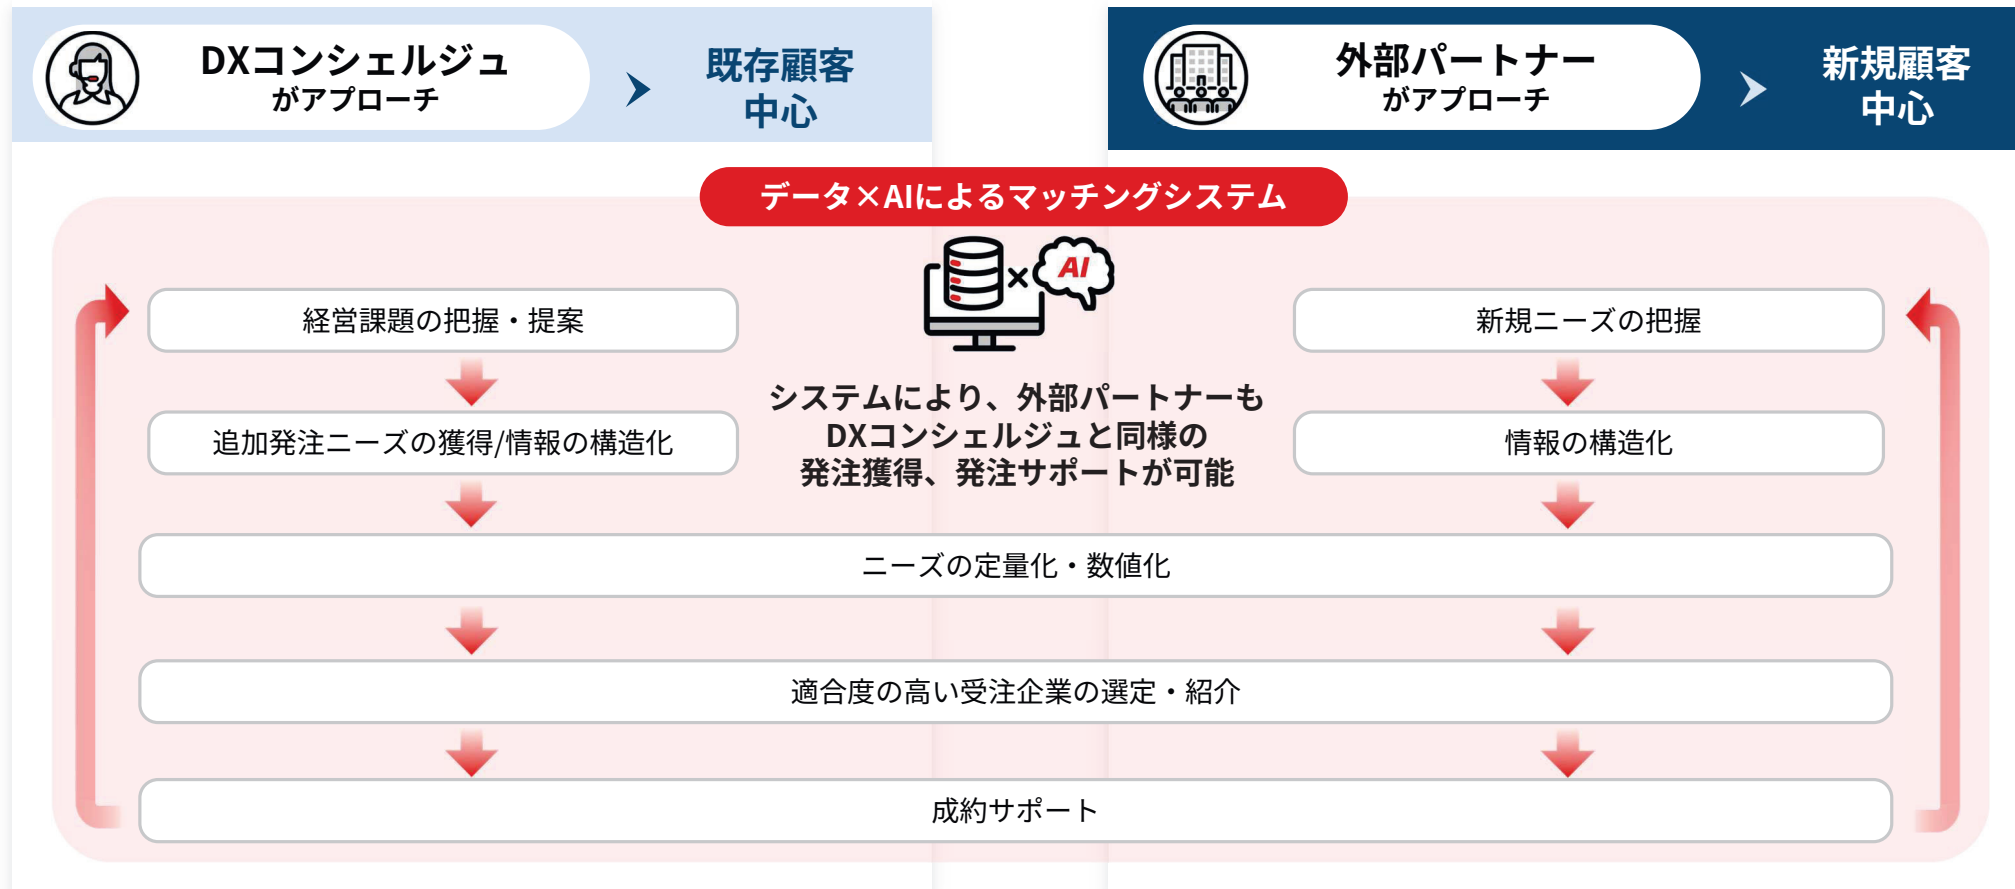 DXコンシェルジュ
がアプローチ
既存顧客
中心
外部パートナー
がアプローチ
新規顧客
中心
データ×AIによるマッチングシステム
× AI
経営課題の把握・提案
追加発注ニーズの獲得/情報の構造化
システムにより、外部パートナーも
DXコンシェルジュと同様の
発注獲得、発注サポートが可能
新規ニーズの把握
情報の構造化
ニーズの定量化・数値化
適合度の高い受注企業の選定・紹介
成約サポート